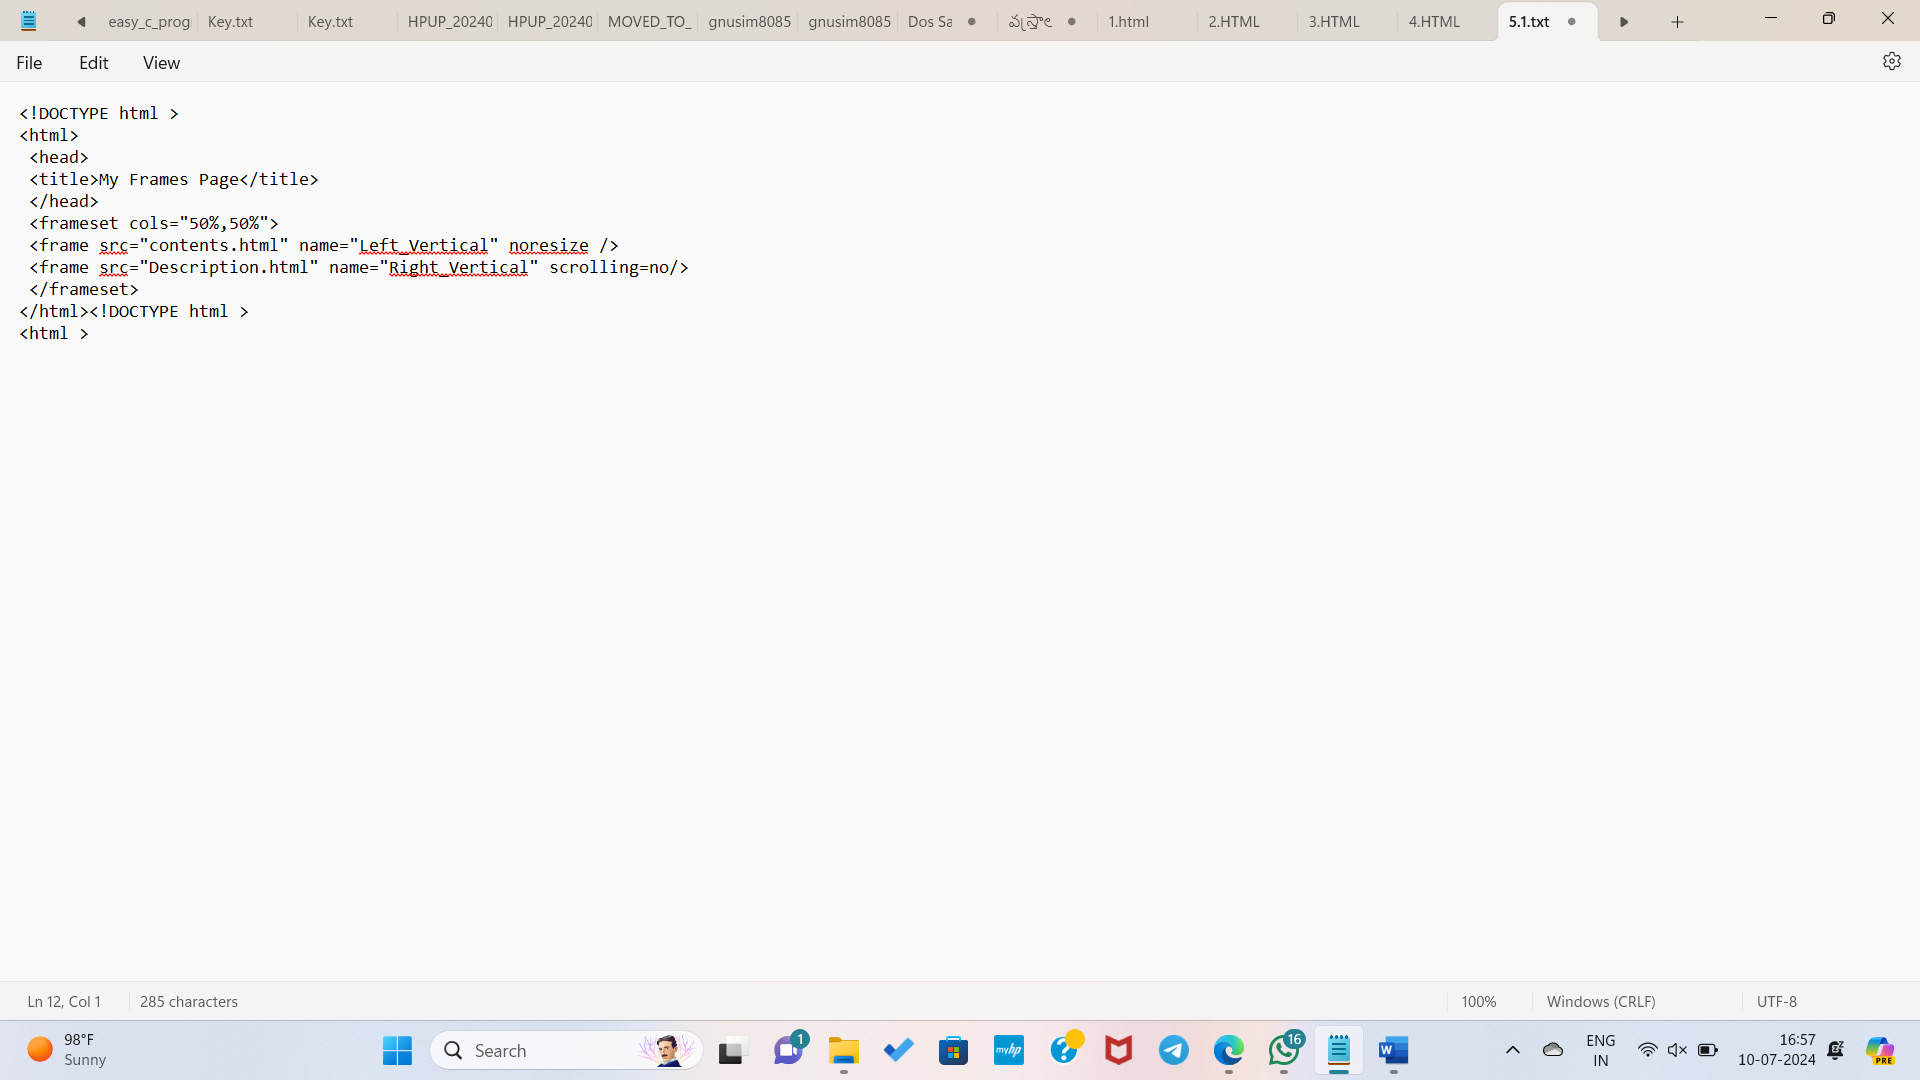 easy_c_prog Key.txt Key.txt HPUP_20240 HPUP_20240 MOVED_TO_ gnusim8085 gnusim8085 Dos Sa 1.html 2.HTML 3.HTML 4.HTML 5.1.txt
File Edit View
<!DOCTYPE html >
<html>
<head>
<title>My Frames Page</title>
</head>
<frameset cols="50%,50%">
<frame src="contents.html" name="Left_Vertical" noresize />
<frame src="Description.html" name="Right_Vertical" scrolling=no/>
</frameset>
</html><!DOCTYPE html >
<html >
Ln 12, Col 1 285 characters 100% Windows (CRLF) UTF-8
98°F
Sunny
Search
1
myhp
16
W
ENG
IN
16:57
10-07-2024
PRE